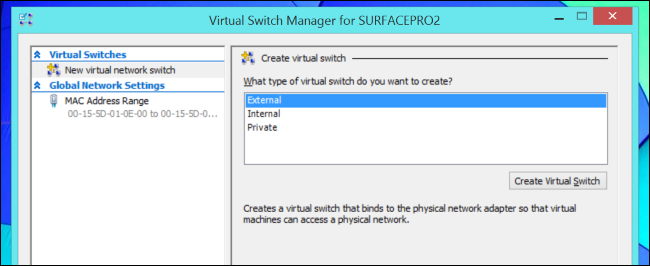 Virtual Switch Manager for SURFACEPRO2
Virtual Switches
New virtual network switch
Global Network Settings
MAC Address Range
00-15-5D-01-0E-00 to 00-15-5D-0...
Create virtual switch
What type of virtual switch do you want to create?
External
Internal
Private
Create Virtual Switch
Creates a virtual switch that binds to the physical network adapter so that virtual
machines can access a physical network.